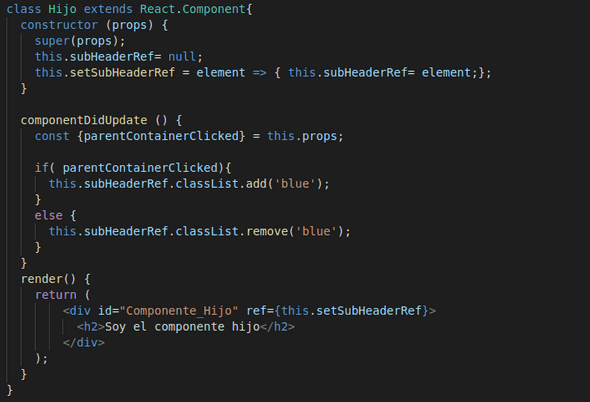 class Hijo extends React.Component{
constructor (props) {
super(props);
this.subHeaderRef= null;
this.setSubHeaderRef = element => { this.subHeaderRef= element;};
}
componentDidUpdate () {
const {parentContainerClicked} = this.props;
if( parentContainerClicked){
this.subHeaderRef.classList.add('blue');
}
else {
this.subHeaderRef.classList.remove('blue');
}
}
render() {
return (
<div id="Componente_Hijo" ref={this.setSubHeaderRef}>
<h2>Soy el componente hijo</h2>
</div>
);
}
}